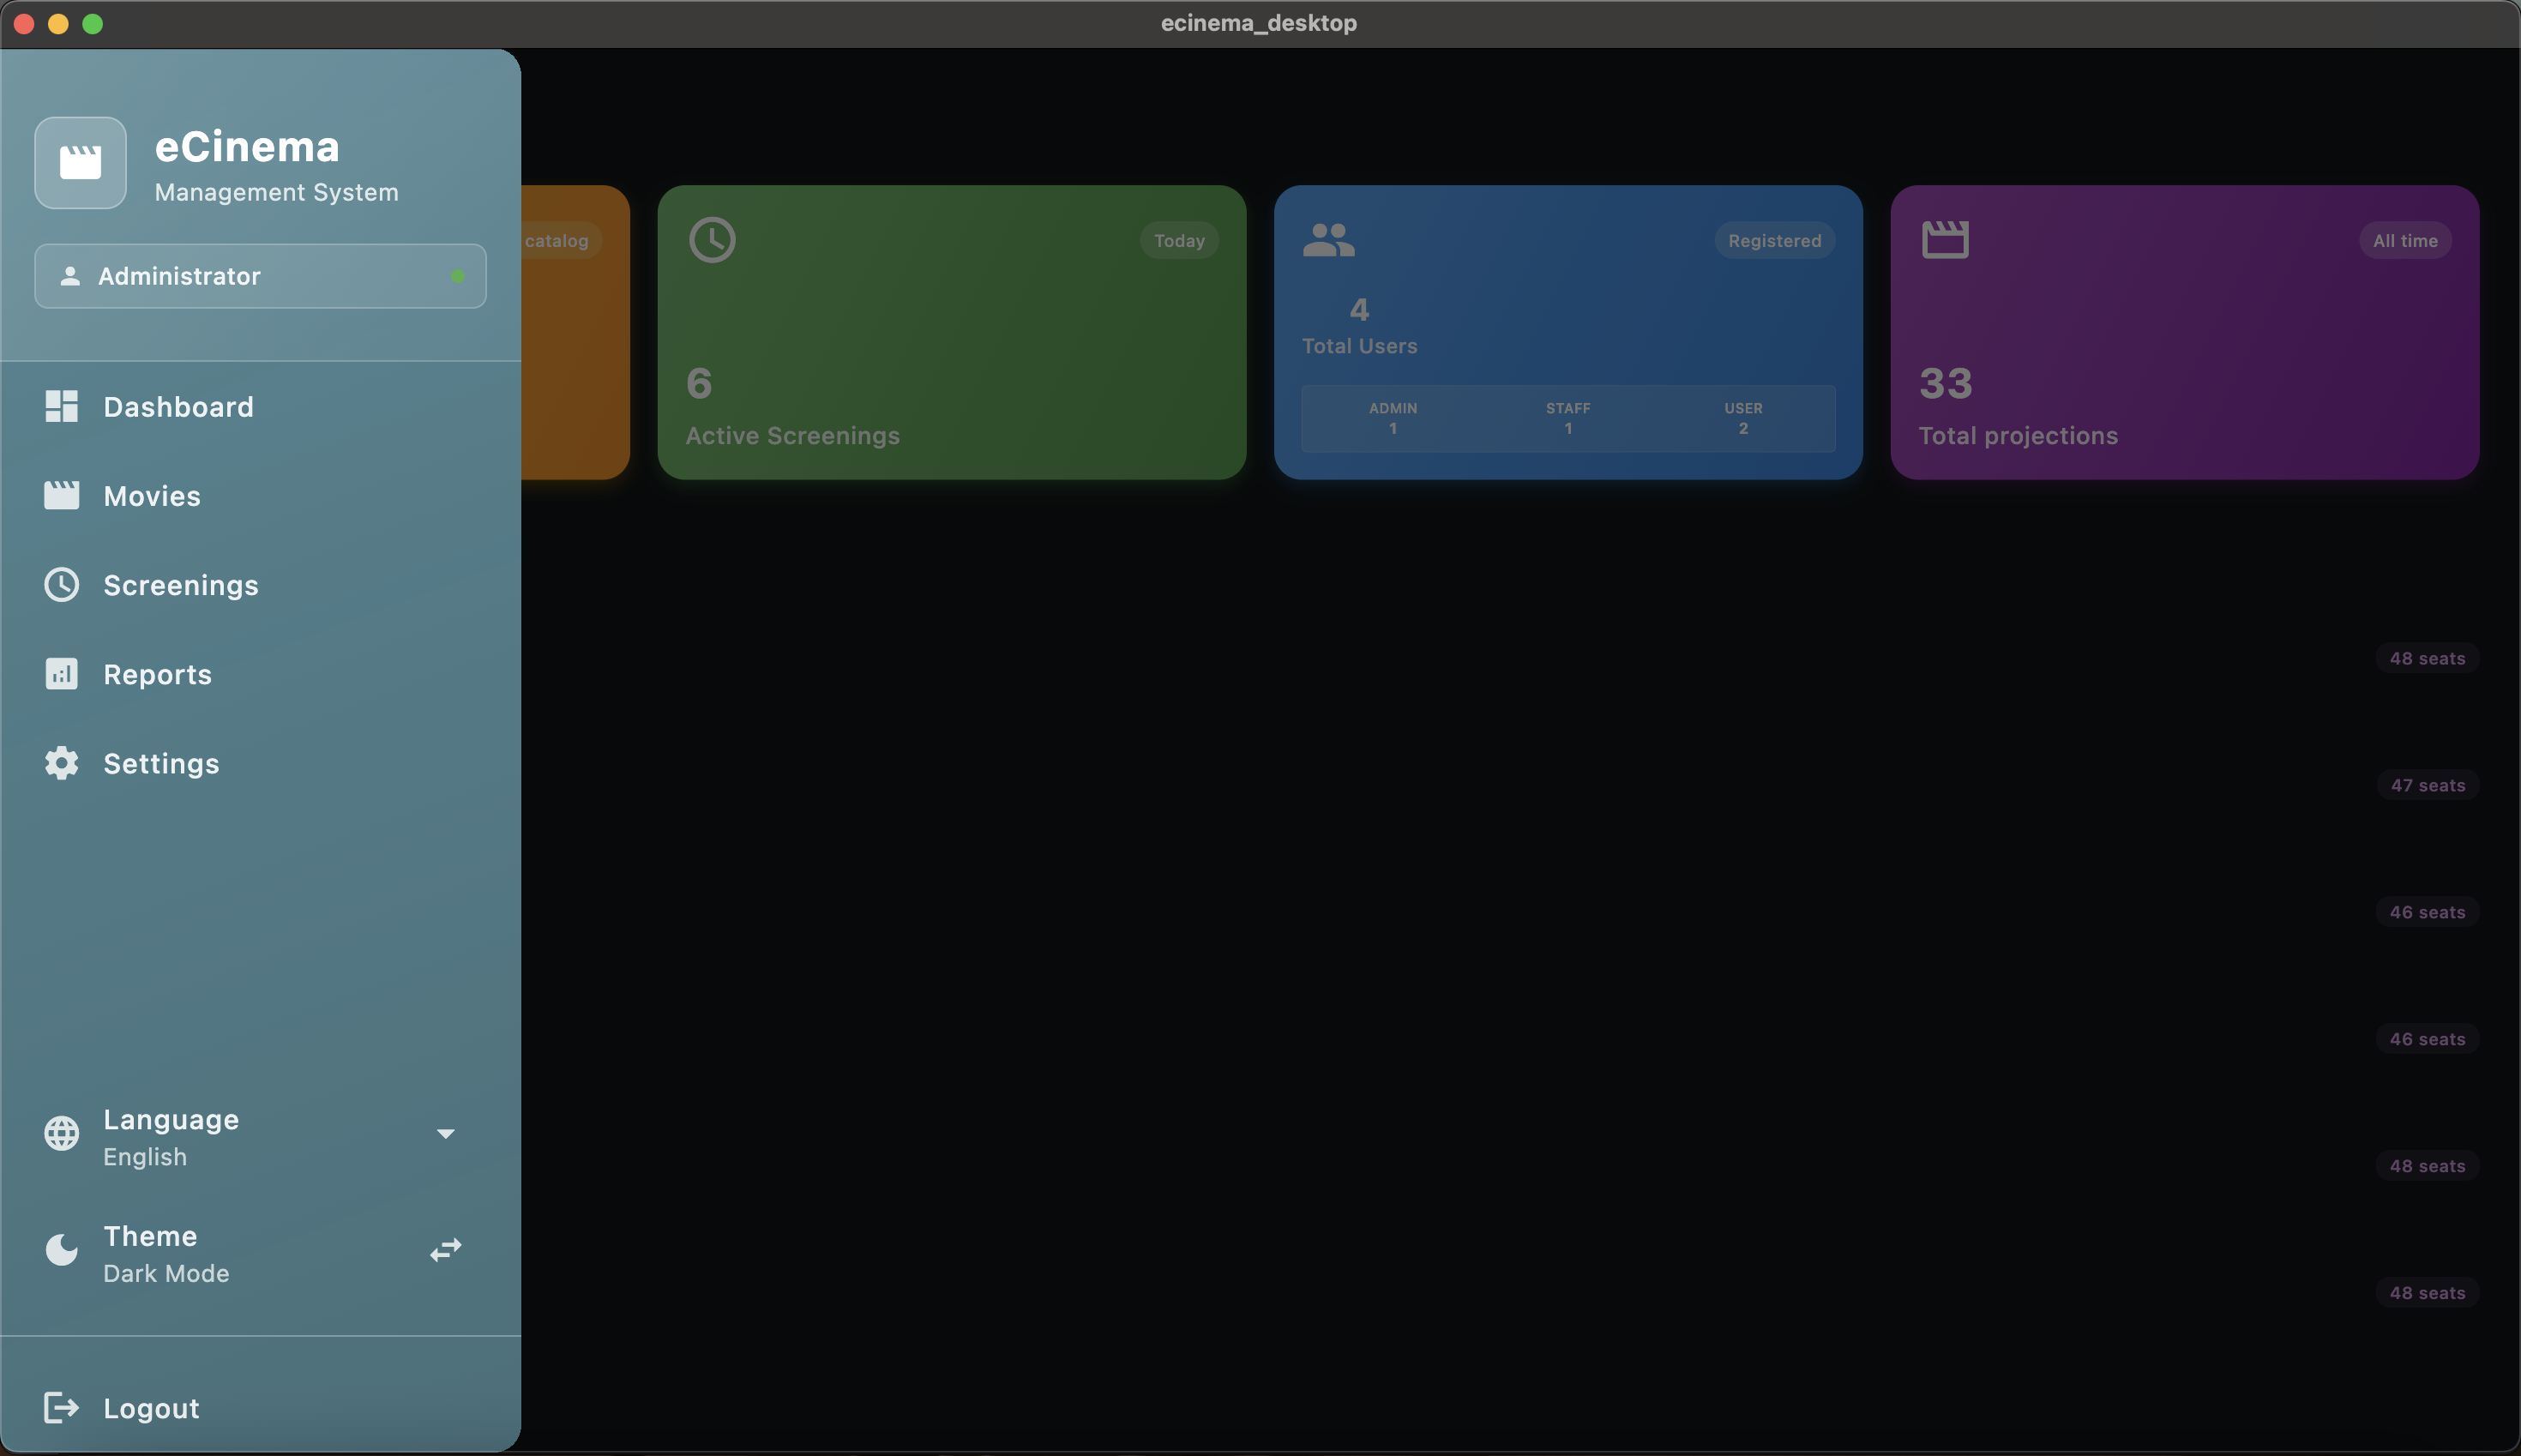 ecinema_desktop
eCinema
Management System
Administrator
Dashboard
Movies
Screenings
Reports
Settings
Language
English
Theme
Dark Mode
Logout
catalog
Today
6
Active Screenings
Registered
4
Total Users
ADMIN STAFF USER
1 1 2
All time
33
Total projections
48 seats
47 seats
46 seats
46 seats
48 seats
48 seats